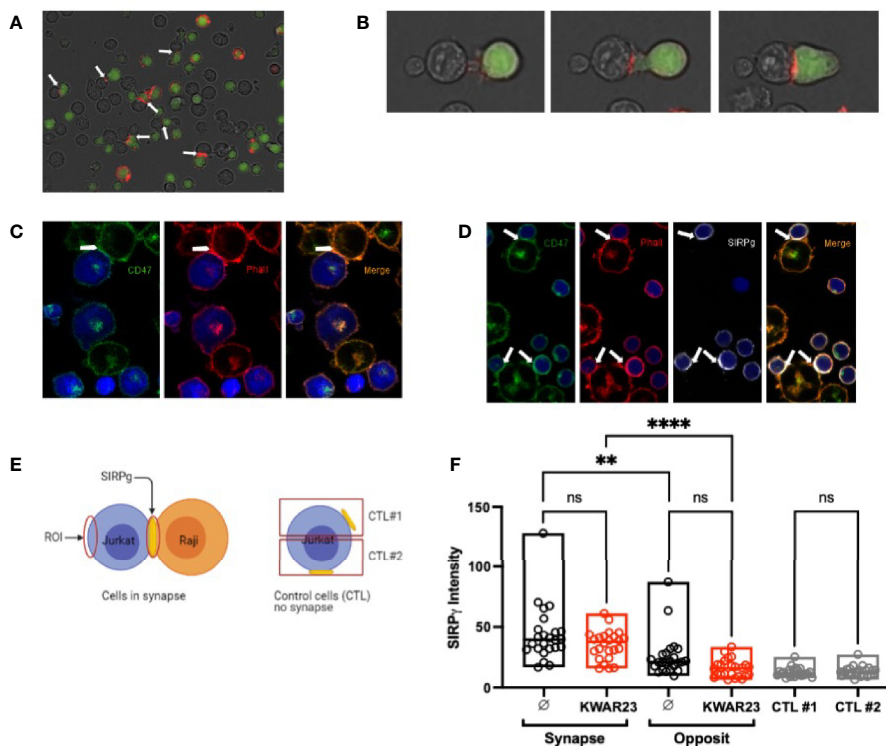 A
B
C
CD47
Phall
Merge
D
CD47
Phall
SIRPg
Merge
E
SIRPg
ROI
Jurkat
Raji
Cells in synapse
Jurkat
CTL#1
CTL#2
Control cells (CTL)
no synapse
F
****
**
ns
ns
ns
150
100
50
0
SIRPγ Intensity
∅
KWAR23
∅
KWAR23
CTL #1
CTL #2
Synapse
Opposit